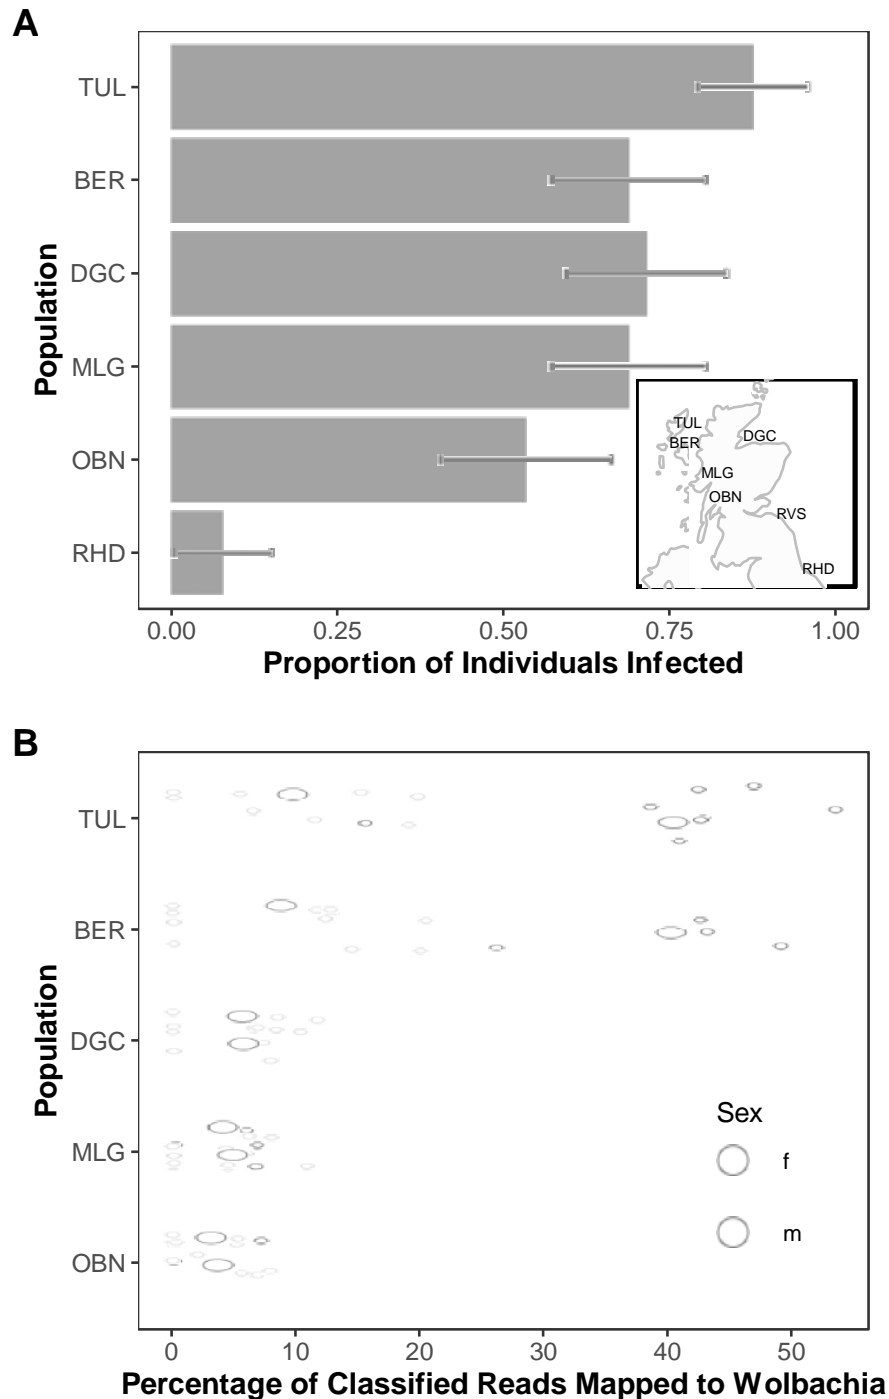 A
Population
TUL
BER
DGC
MLG
OBN
RHD
TUL
BER
DGC
MLG
OBN
RVS
RHD
0.00 0.25 0.50 0.75 1.00
Proportion of Individuals Infected
B
Population
TUL
BER
DGC
MLG
OBN
Sex
f
m
0 10 20 30 40 50
Percentage of Classified Reads Mapped to Wolbachia